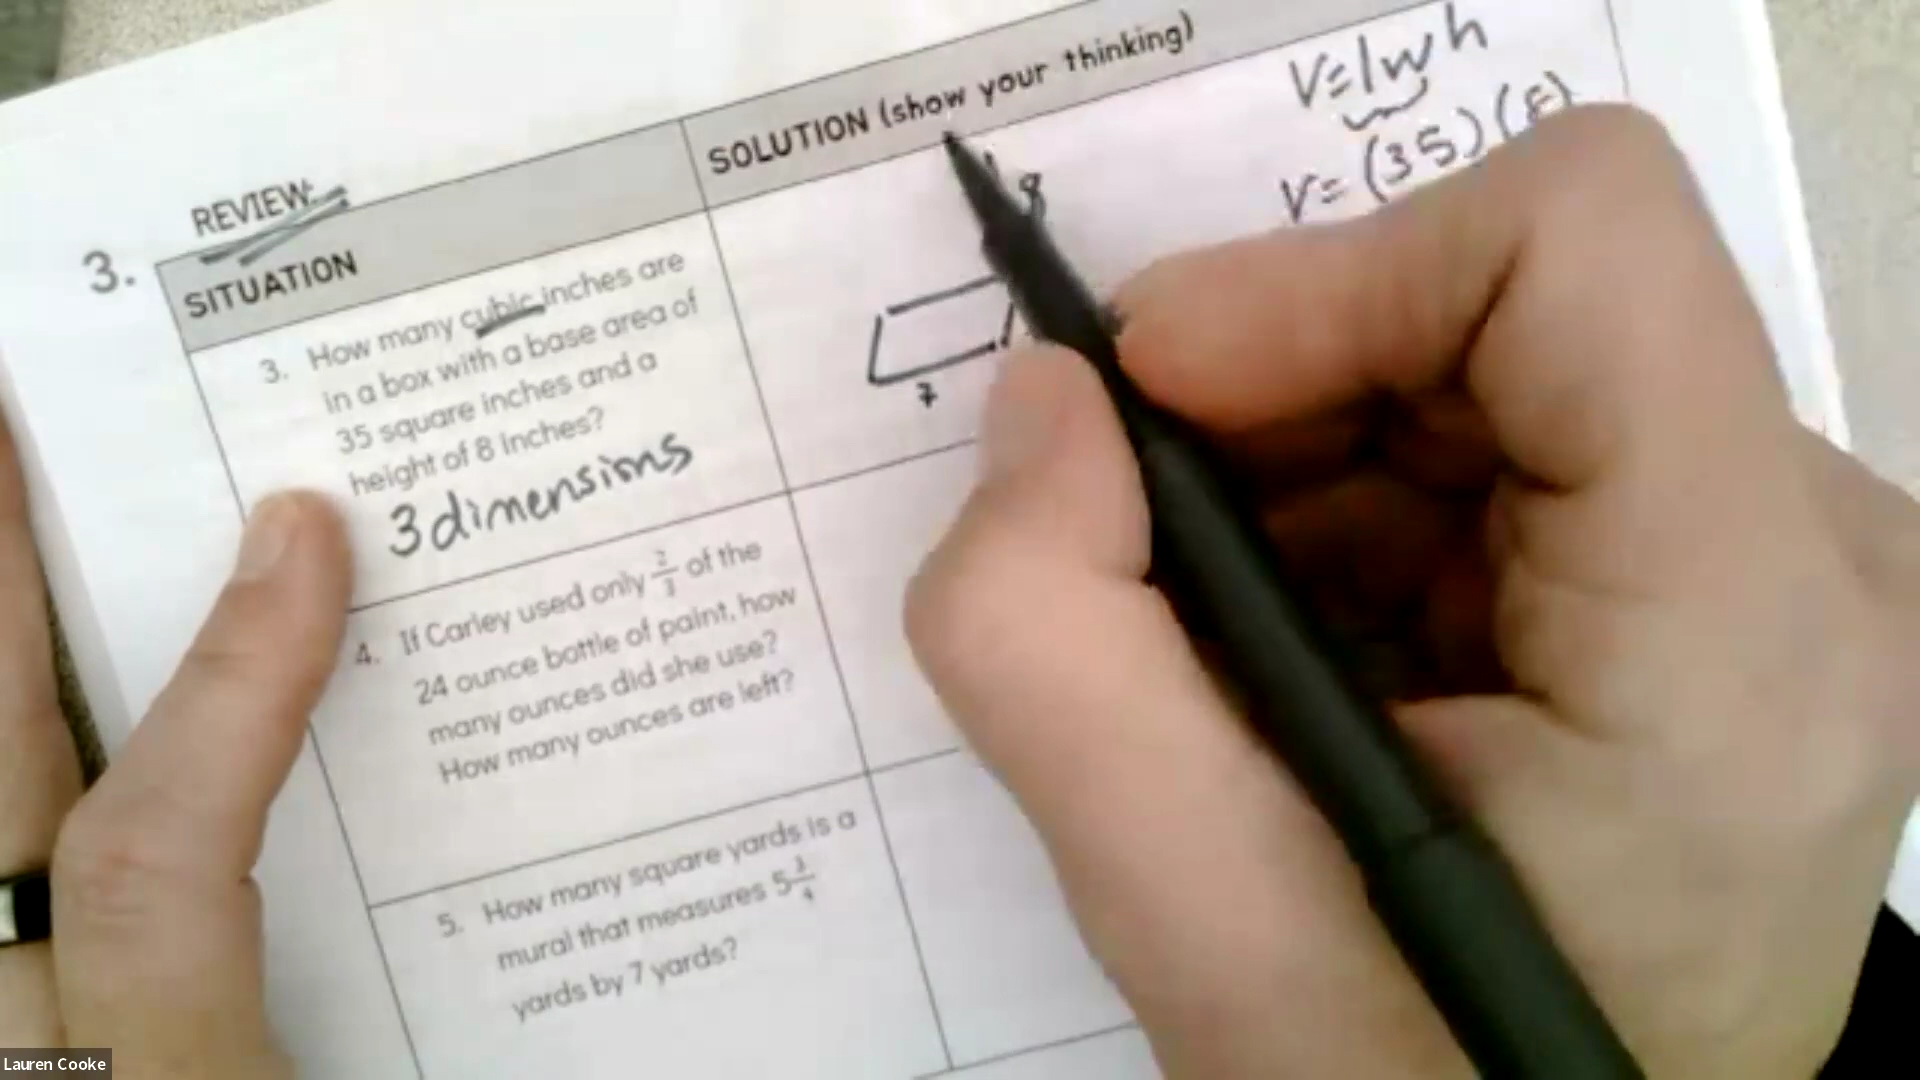 REVIEW:
3.
SITUATION
SOLUTION (show your thinking)
3. How many cubic inches are
in a box with a base area of
35 square inches and a
height of 8 inches?
3 dimensions
8
7
V=lwh
V= (35)
4. If Carley used only 2/3 of the
24 ounce bottle of paint, how
many ounces did she use?
How many ounces are left?
5. How many square yards is a
mural that measures 5 3/4
yards by 7 yards?
Lauren Cooke